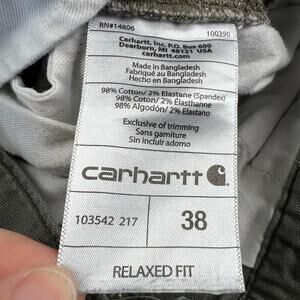 RN#14806 100390
Carhartt, Inc. P.O. Box 600
Dearborn, MI 48121 USA
carhartt.com
Made in Bangladesh
Fabriqué au Bangladesh
Hecho en Bangladesh
98% Cotton/ 2% Elastane (Spandex)
98% Coton/ 2% Élasthanne
98% Algodón/ 2% Elastano
Exclusive of trimming
Sans garniture
Sin incluir adorno
carhartt
103542 217 38
RELAXED FIT